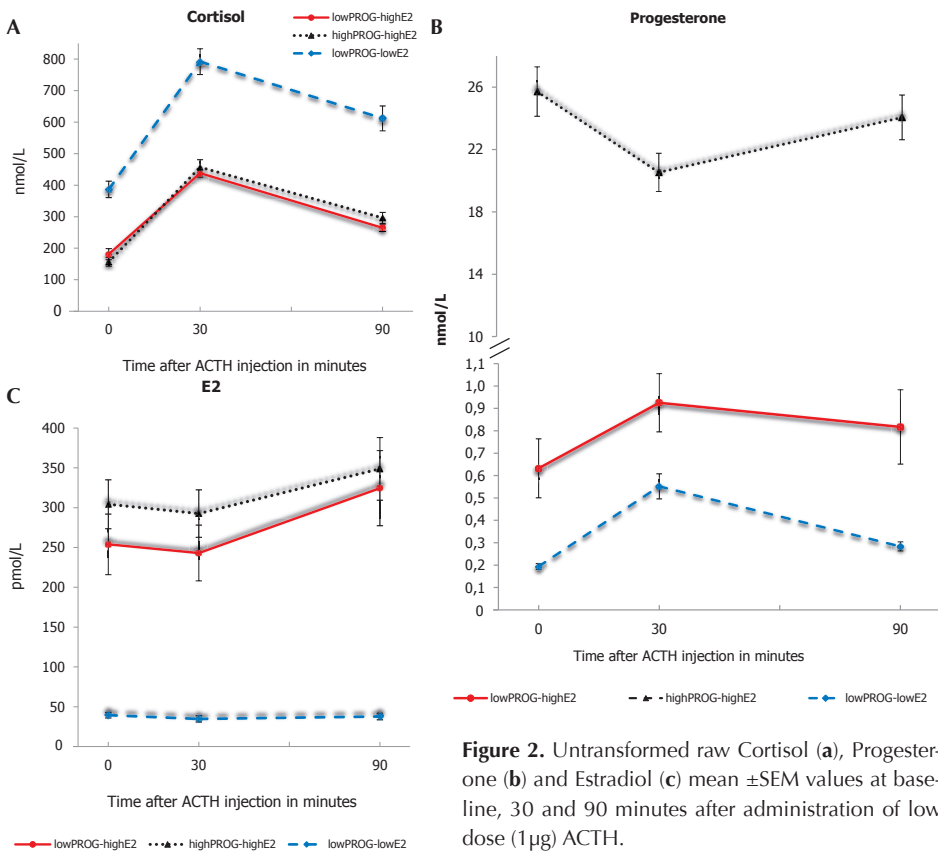 A
Cortisol
lowPROG-highE2
highPROG-highE2
lowPROG-lowE2
800
700
600
500
400
300
200
100
0
nmol/L
0 30 90
Time after ACTH injection in minutes
B
Progesterone
26
22
18
14
10
1,1
1,0
0,9
0,8
0,7
0,6
0,5
0,4
0,3
0,2
0,1
0
nmol/L
0 30 90
Time after ACTH injection in minutes
lowPROG-highE2 highPROG-highE2 lowPROG-lowE2
C
E2
400
350
300
250
200
150
100
50
0
pmol/L
0 30 90
Time after ACTH injection in minutes
lowPROG-highE2 highPROG-highE2 lowPROG-lowE2
Figure 2. Untransformed raw Cortisol (a), Progester-
one (b) and Estradiol (c) mean ±SEM values at base-
line, 30 and 90 minutes after administration of low
dose (1µg) ACTH.